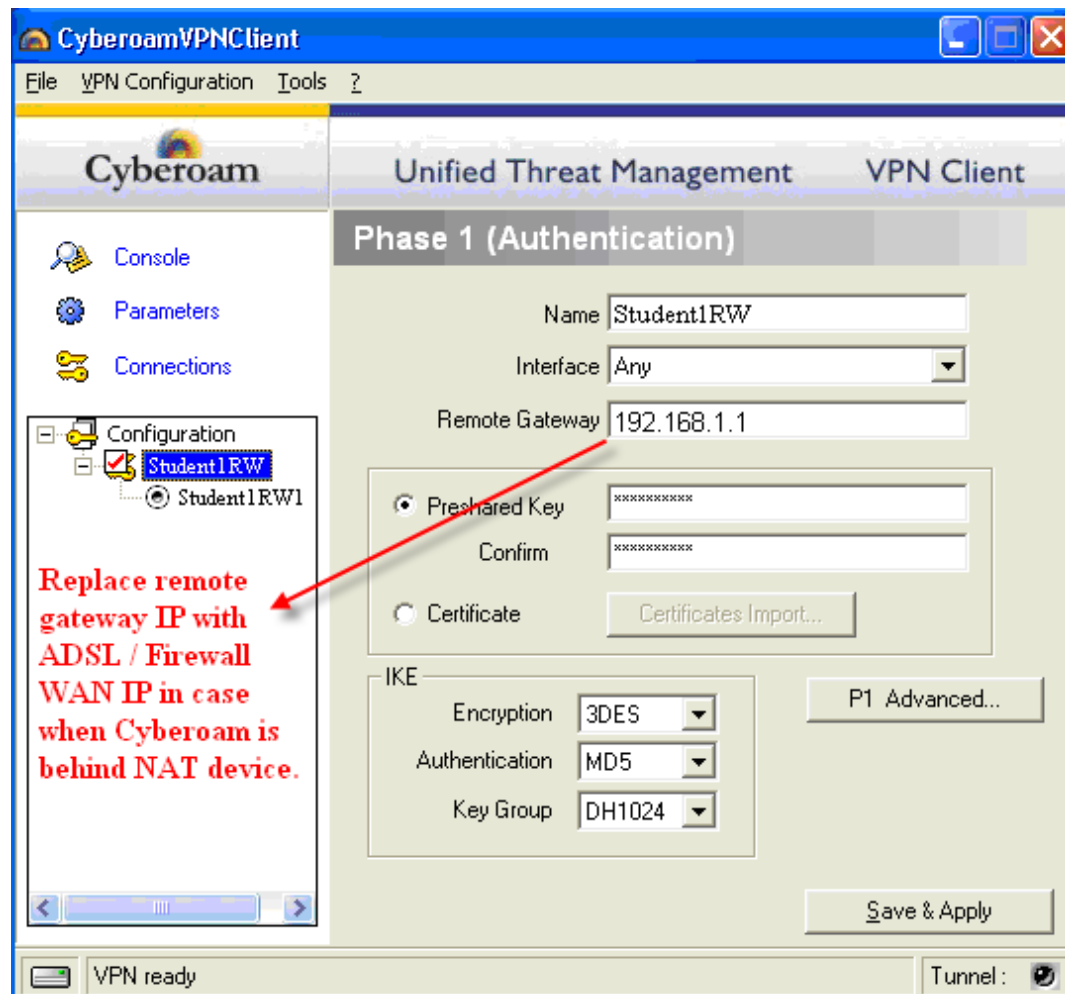 CyberoamVPNClient
File VPN Configuration Tools ?
Cyberoam
Unified Threat Management VPN Client
Console
Parameters
Connections
Configuration
Student1RW
Student1RW1
Replace remote
gateway IP with
ADSL / Firewall
WAN IP in case
when Cyberoam is
behind NAT device.
Phase 1 (Authentication)
Name Student1RW
Interface Any
Remote Gateway 192.168.1.1
Preshared Key **********
Confirm **********
Certificate Certificates Import...
IKE
Encryption 3DES
Authentication MD5
Key Group DH1024
P1 Advanced...
Save & Apply
VPN ready Tunnel :